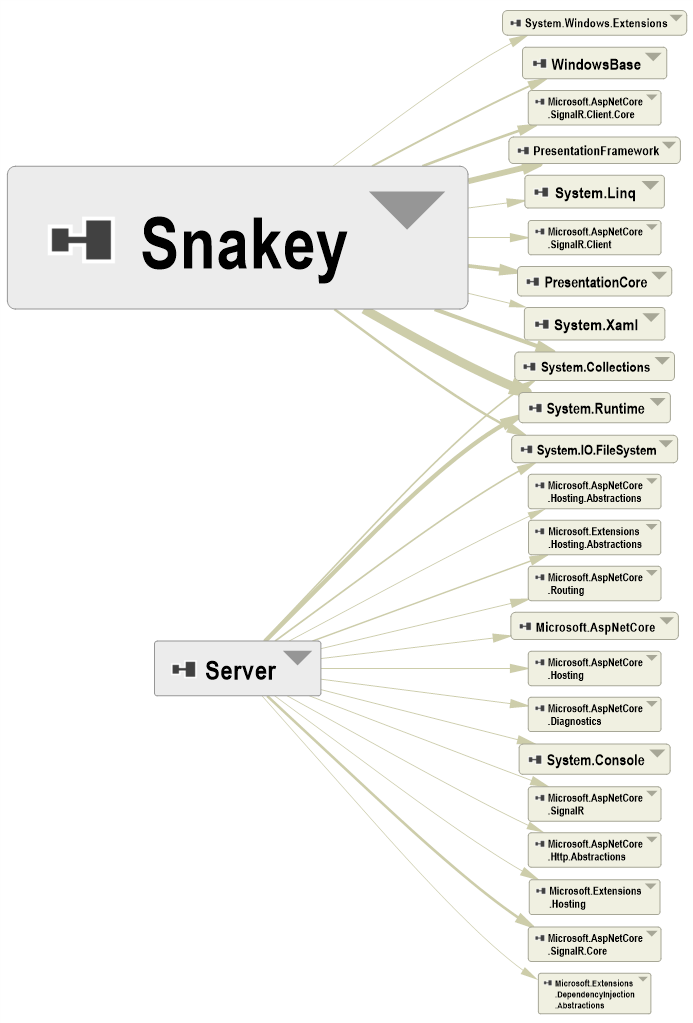 System.Windows.Extensions
WindowsBase
Microsoft.AspNetCore
.SignalR.Client.Core
PresentationFramework
Snakey
System.Linq
Microsoft.AspNetCore
.SignalR.Client
PresentationCore
System.Xaml
System.Collections
System.Runtime
System.IO.FileSystem
Microsoft.AspNetCore
.Hosting.Abstractions
Microsoft.Extensions
.Hosting.Abstractions
Microsoft.AspNetCore
.Routing
Microsoft.AspNetCore
Server
Microsoft.AspNetCore
.Hosting
Microsoft.AspNetCore
.Diagnostics
System.Console
Microsoft.AspNetCore
.SignalR
Microsoft.AspNetCore
.Http.Abstractions
Microsoft.Extensions
.Hosting
Microsoft.AspNetCore
.SignalR.Core
Microsoft.Extensions
.DependencyInjection
.Abstractions